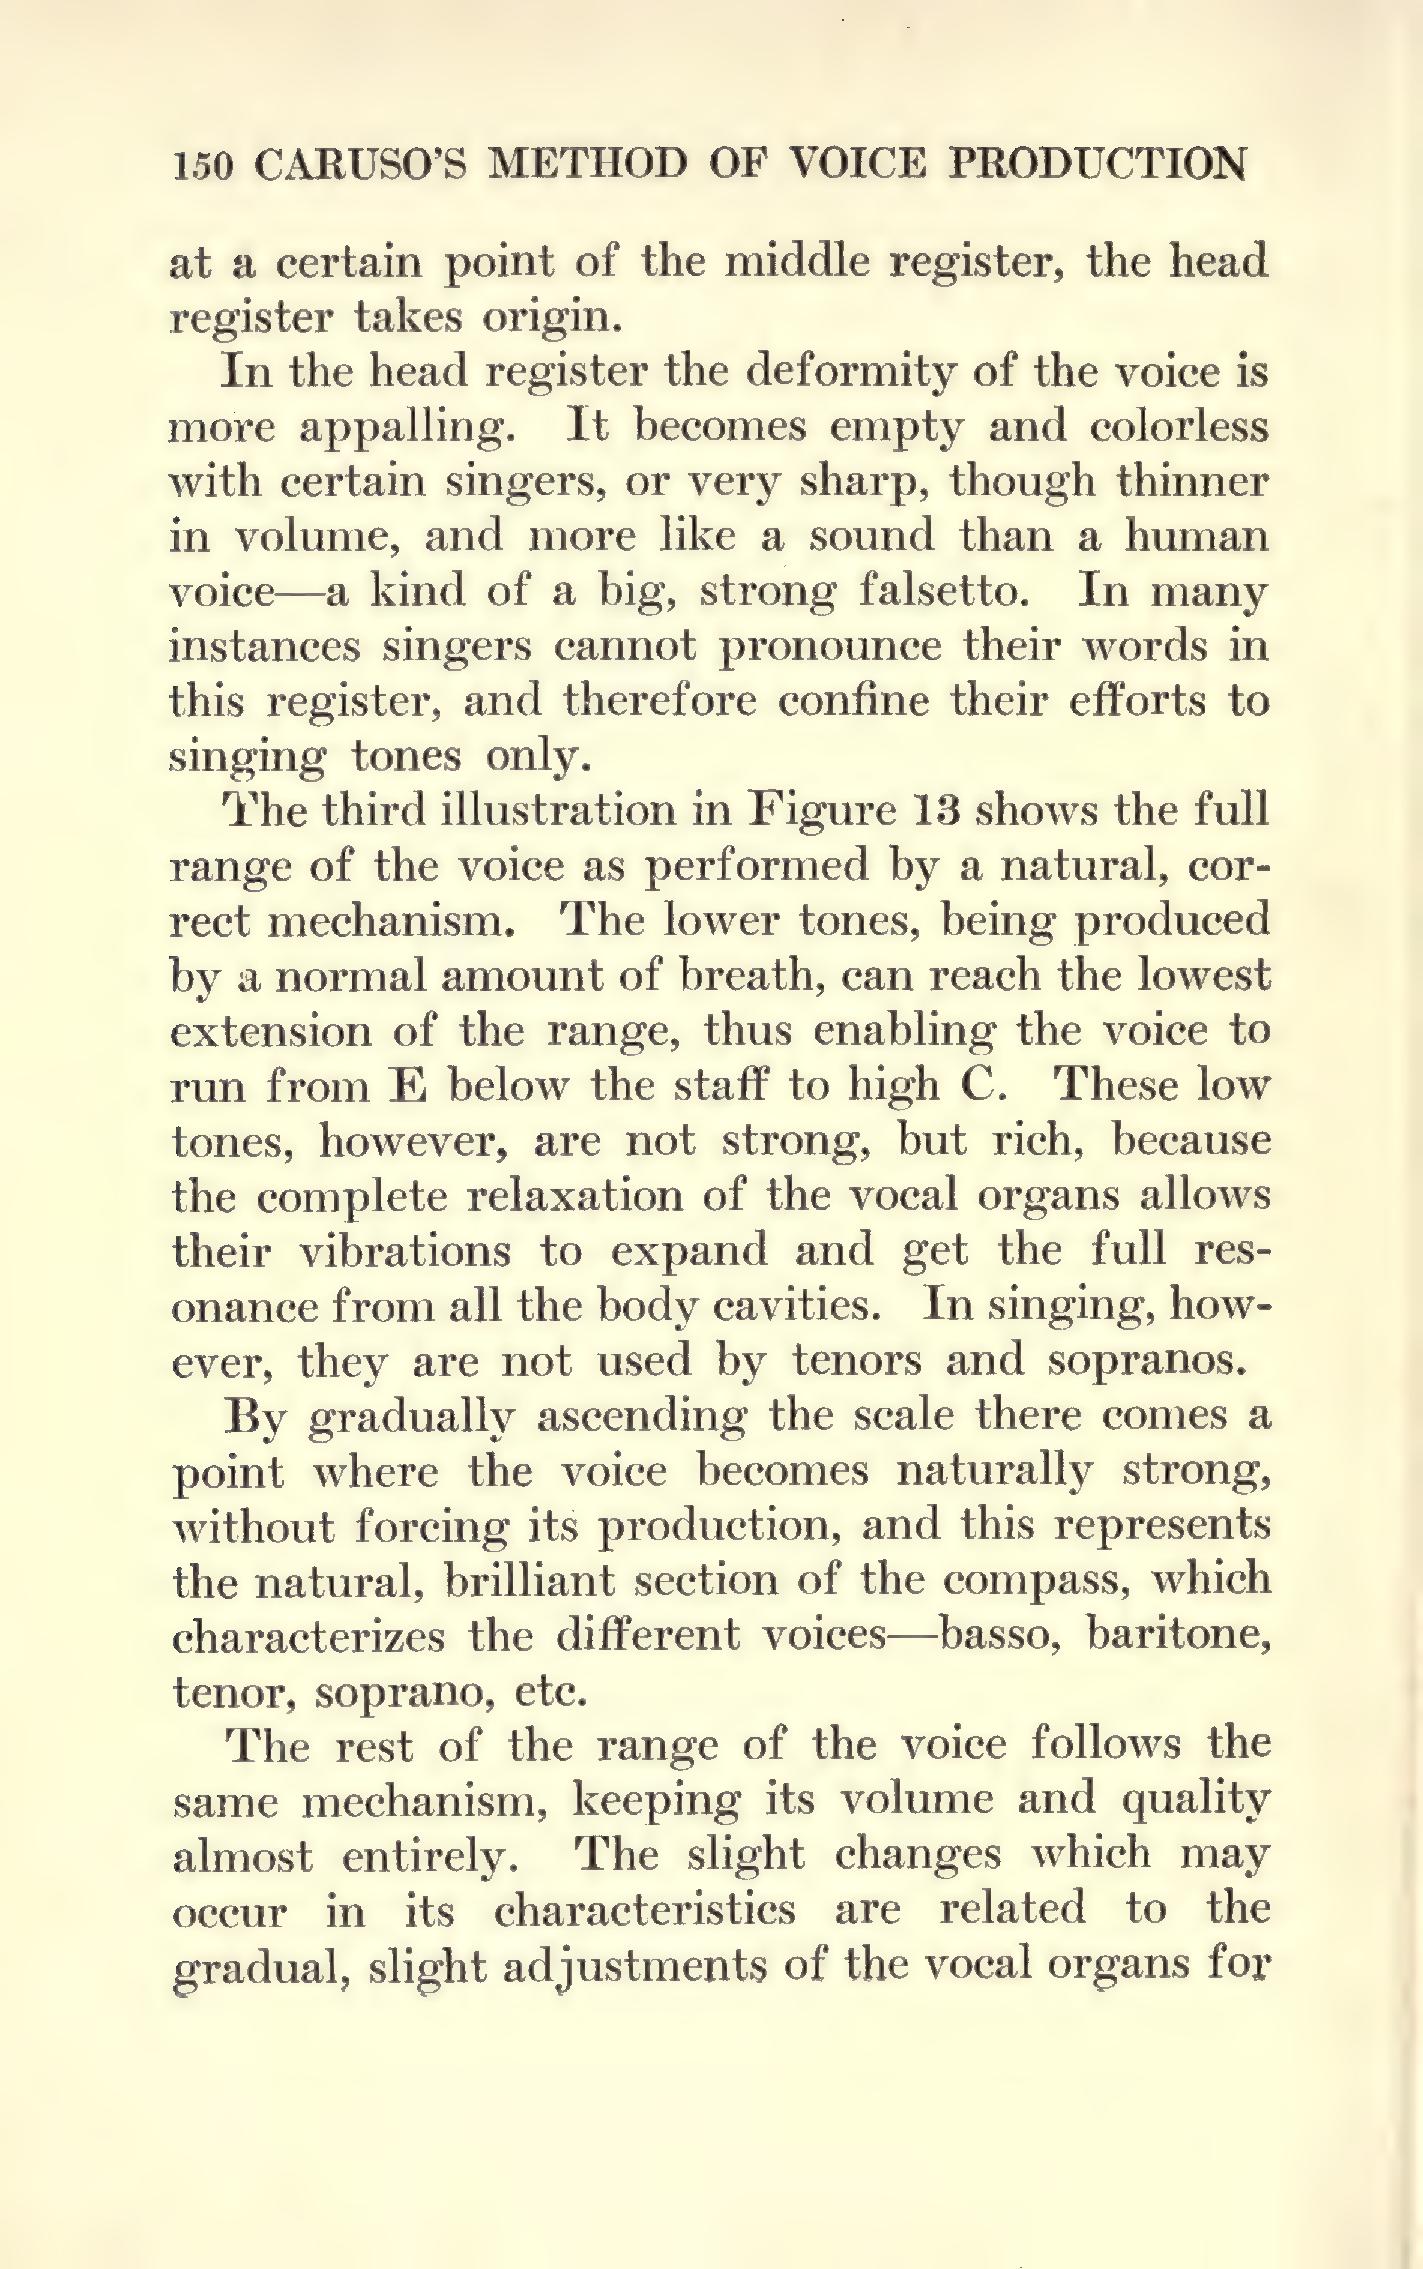 150 CARUSO'S METHOD OF VOICE PRODUCTION
at a certain point of the middle register, the head
register takes origin.
In the head register the deformity of the voice is
more appalling. It becomes empty and colorless
with certain singers, or very sharp, though thinner
in volume, and more like a sound than a human
voice—a kind of a big, strong falsetto. In many
instances singers cannot pronounce their words in
this register, and therefore confine their efforts to
singing tones only.
The third illustration in Figure 13 shows the full
range of the voice as performed by a natural, cor-
rect mechanism. The lower tones, being produced
by a normal amount of breath, can reach the lowest
extension of the range, thus enabling the voice to
run from E below the staff to high C. These low
tones, however, are not strong, but rich, because
the complete relaxation of the vocal organs allows
their vibrations to expand and get the full res-
onance from all the body cavities. In singing, how-
ever, they are not used by tenors and sopranos.
By gradually ascending the scale there comes a
point where the voice becomes naturally strong,
without forcing its production, and this represents
the natural, brilliant section of the compass, which
characterizes the different voices—basso, baritone,
tenor, soprano, etc.
The rest of the range of the voice follows the
same mechanism, keeping its volume and quality
almost entirely. The slight changes which may
occur in its characteristics are related to the
gradual, slight adjustments of the vocal organs for